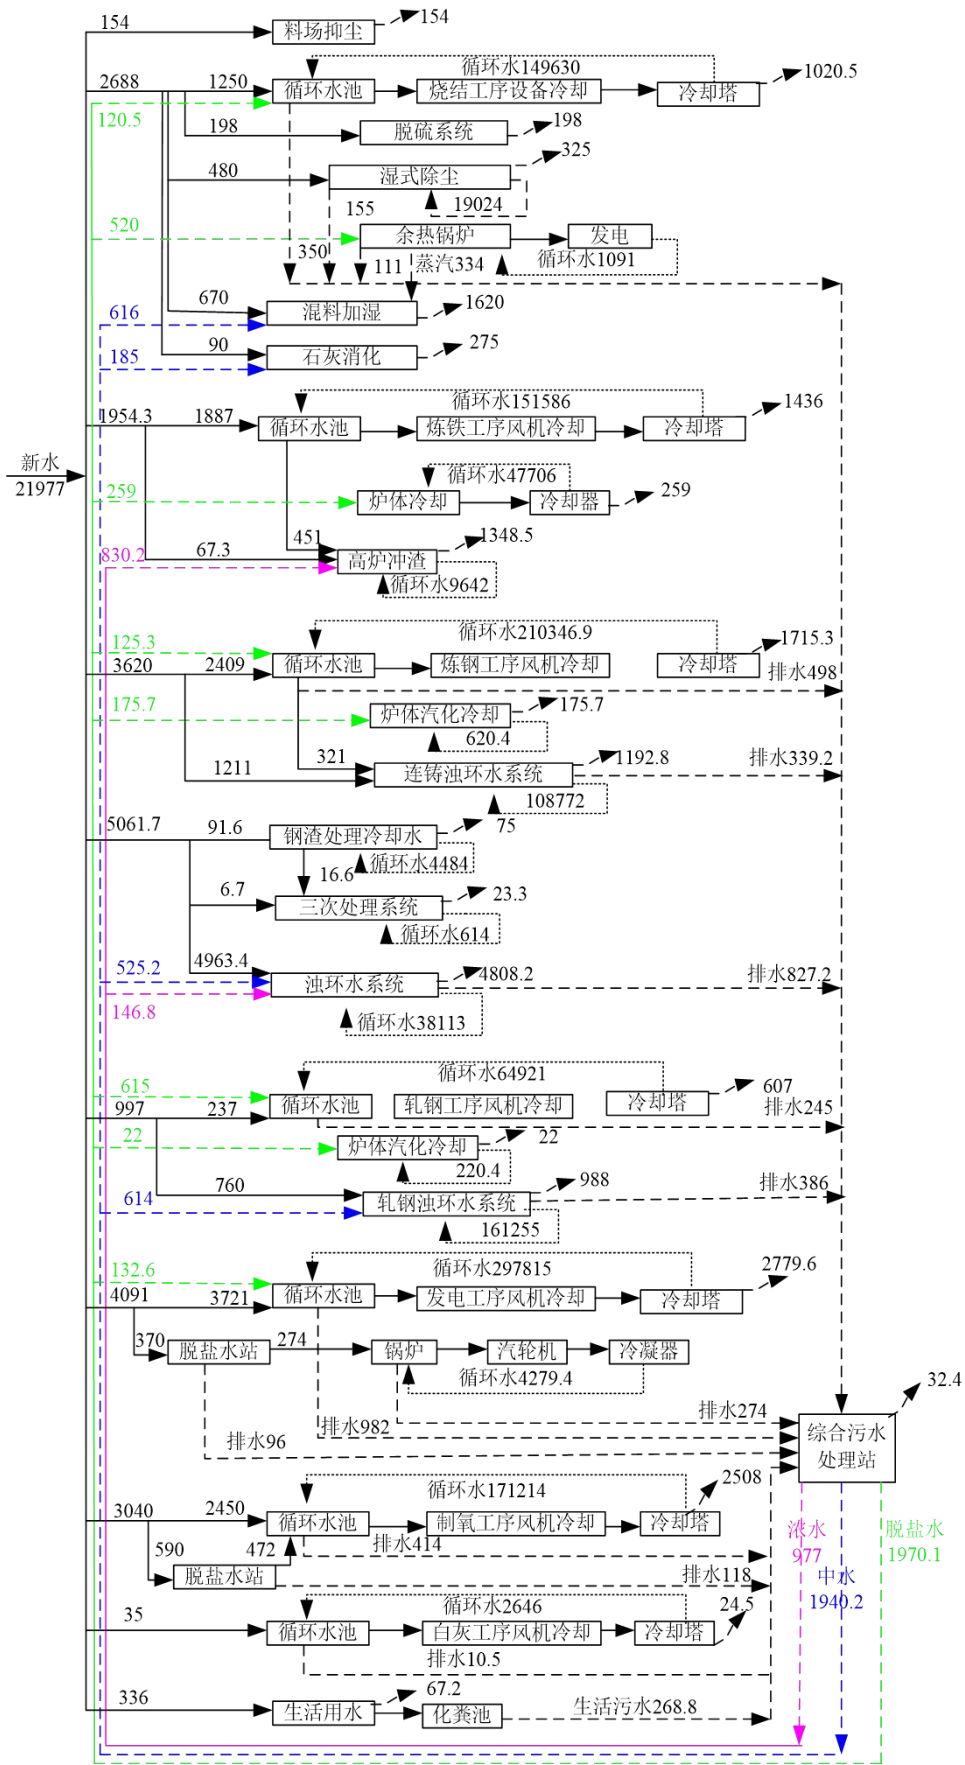 154
料场抑尘
154
2688
1250
循环水池
循环水149630
烧结工序设备冷却
冷却塔
1020.5
120.5
198
脱硫系统
198
480
湿式除尘
325
19024
155
520
余热锅炉
发电
循环水1091
350
111
蒸汽334
670
混料加湿
1620
616
90
石灰消化
275
185
1954.3
1887
循环水池
循环水151586
炼铁工序风机冷却
冷却塔
1436
新水
21977
循环水47706
259
炉体冷却
冷却器
259
451
1348.5
830.2
67.3
高炉冲渣
循环水9642
125.3
循环水210346.9
1715.3
3620
2409
循环水池
炼钢工序风机冷却
冷却塔
排水498
175.7
炉体汽化冷却
175.7
620.4
321
1192.8
排水339.2
1211
连铸浊环水系统
108772
5061.7
91.6
钢渣处理冷却水
75
循环水4484
16.6
6.7
三次处理系统
23.3
循环水614
4963.4
525.2
浊环水系统
4808.2
排水827.2
146.8
循环水38113
循环水64921
615
607
997
237
循环水池
轧钢工序风机冷却
冷却塔
排水245
22
炉体汽化冷却
22
220.4
760
988
排水386
614
轧钢浊环水系统
161255
132.6
循环水297815
2779.6
4091
3721
循环水池
发电工序风机冷却
冷却塔
370
脱盐水站
274
锅炉
汽轮机
冷凝器
循环水4279.4
32.4
排水274
排水982
排水96
综合污水
处理站
循环水171214
2508
3040
2450
循环水池
制氧工序风机冷却
冷却塔
浓水
977
脱盐水
1970.1
590
472
排水414
脱盐水站
排水118
中水
1940.2
循环水2646
24.5
35
循环水池
白灰工序风机冷却
冷却塔
排水10.5
336
生活用水
67.2
化粪池
生活污水268.8